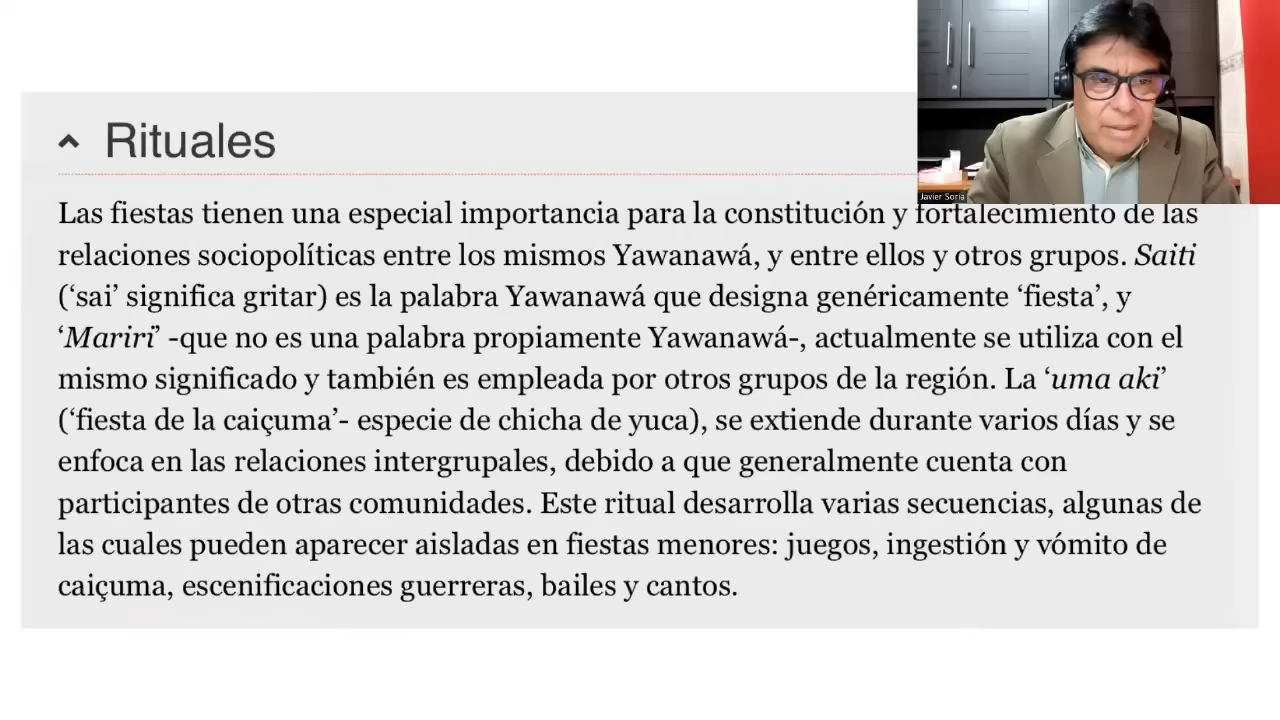 Rituales
Javier Soria
Las fiestas tienen una especial importancia para la constitución y fortalecimiento de las
relaciones sociopolíticas entre los mismos Yawanawá, y entre ellos y otros grupos. Saiti
(‘sai’ significa gritar) es la palabra Yawanawá que designa genéricamente ‘fiesta’, y
‘Mariri’ -que no es una palabra propiamente Yawanawá-, actualmente se utiliza con el
mismo significado y también es empleada por otros grupos de la región. La ‘uma aki’
(‘fiesta de la caiçuma’- especie de chicha de yuca), se extiende durante varios días y se
enfoca en las relaciones intergrupales, debido a que generalmente cuenta con
participantes de otras comunidades. Este ritual desarrolla varias secuencias, algunas de
las cuales pueden aparecer aisladas en fiestas menores: juegos, ingestión y vómito de
caiçuma, escenificaciones guerreras, bailes y cantos.